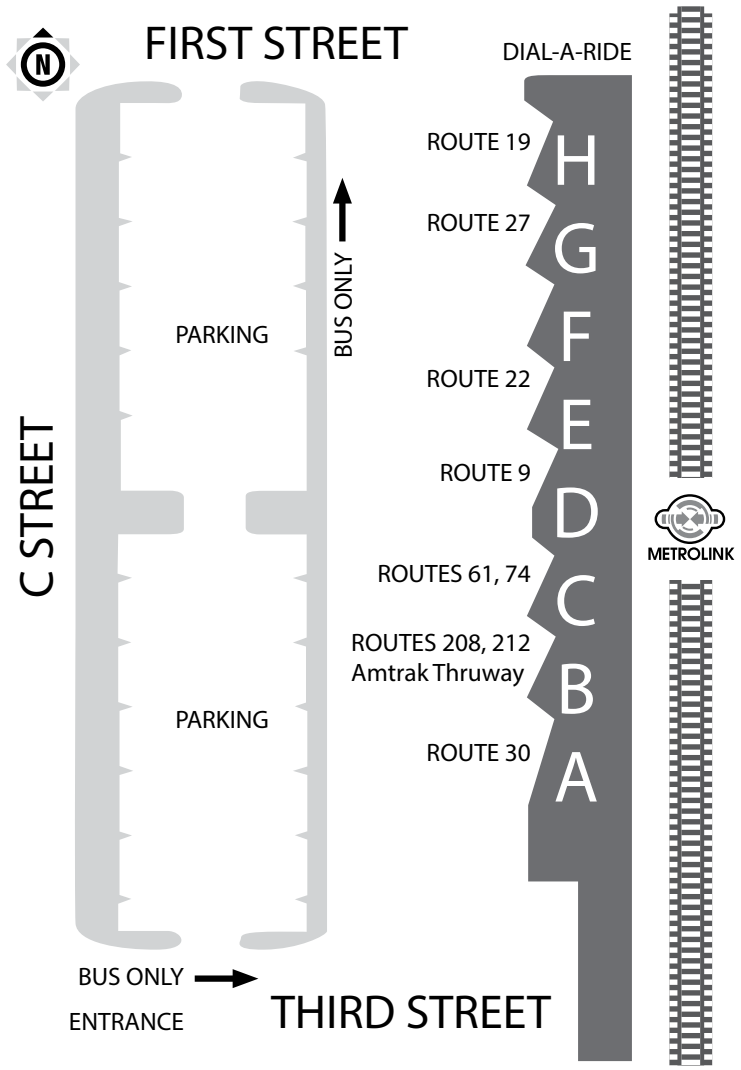 FIRST STREET
DIAL-A-RIDE
N
ROUTE 19
H
ROUTE 27
G
BUS ONLY
PARKING
F
ROUTE 22
E
C STREET
ROUTE 9
D
METROLINK
ROUTES 61, 74
C
ROUTES 208, 212
Amtrak Thruway
B
PARKING
ROUTE 30
A
BUS ONLY
ENTRANCE
THIRD STREET